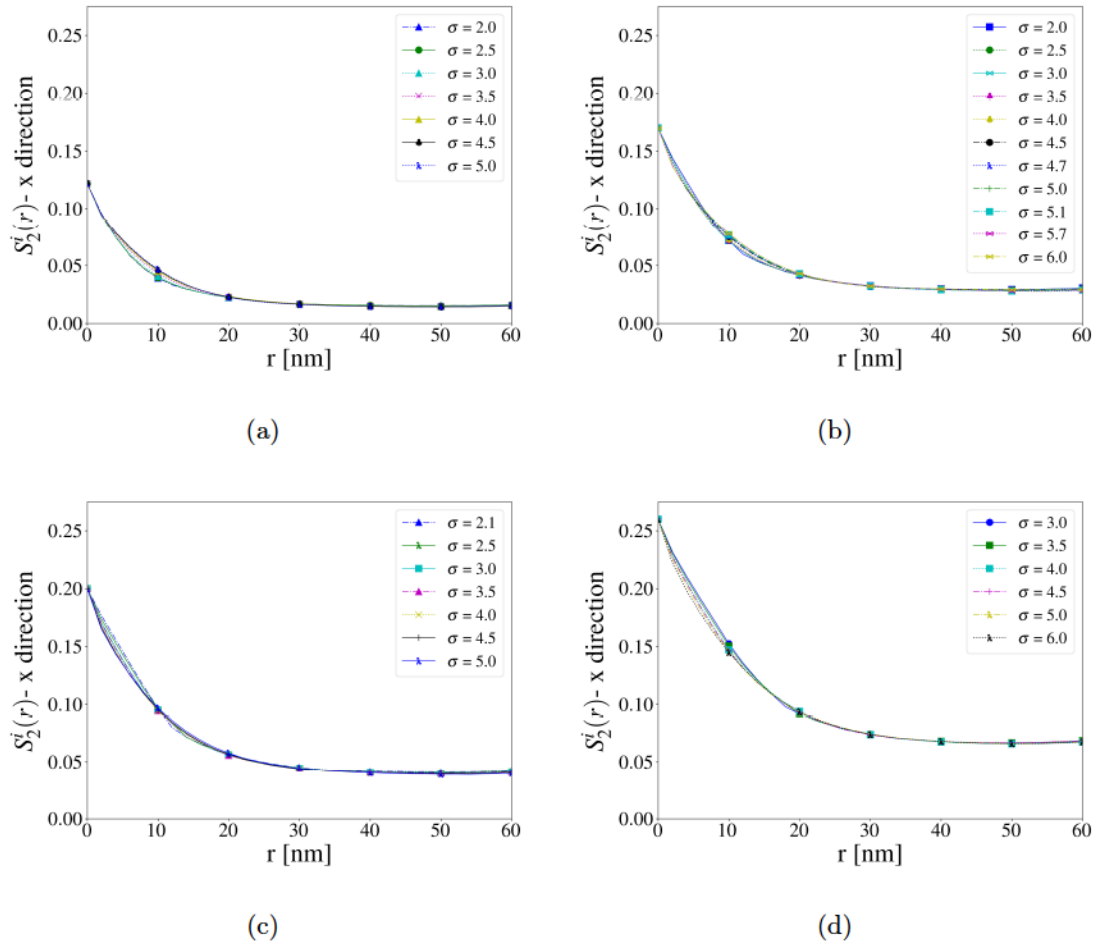 0.25
0.20
0.15
0.10
0.05
0.00
S₂ⁱ(r)- x direction
σ = 2.0
σ = 2.5
σ = 3.0
σ = 3.5
σ = 4.0
σ = 4.5
σ = 5.0
0 10 20 30 40 50 60
r [nm]
(a)
0.25
0.20
0.15
0.10
0.05
0.00
S₂ⁱ(r)- x direction
σ = 2.0
σ = 2.5
σ = 3.0
σ = 3.5
σ = 4.0
σ = 4.5
σ = 4.7
σ = 5.0
σ = 5.1
σ = 5.7
σ = 6.0
0 10 20 30 40 50 60
r [nm]
(b)
0.25
0.20
0.15
0.10
0.05
0.00
S₂ⁱ(r)- x direction
σ = 2.1
σ = 2.5
σ = 3.0
σ = 3.5
σ = 4.0
σ = 4.5
σ = 5.0
0 10 20 30 40 50 60
r [nm]
(c)
0.25
0.20
0.15
0.10
0.05
0.00
S₂ⁱ(r)- x direction
σ = 3.0
σ = 3.5
σ = 4.0
σ = 4.5
σ = 5.0
σ = 6.0
0 10 20 30 40 50 60
r [nm]
(d)